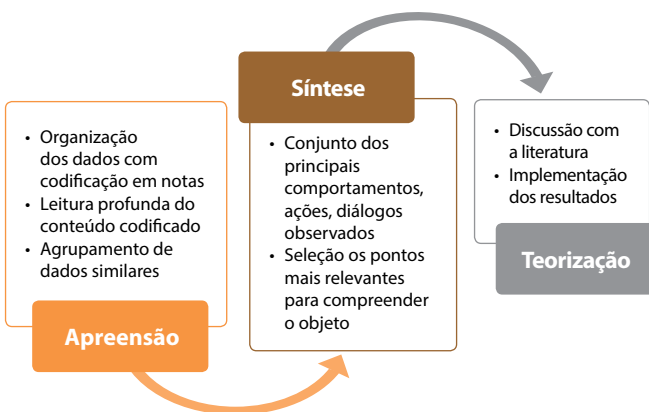 • Organização
dos dados com
codificação em notas
• Leitura profunda do
conteúdo codificado
• Agrupamento de
dados similares
Apreensão
Síntese
• Conjunto dos
principais
comportamentos,
ações, diálogos
observados
• Seleção os pontos
mais relevantes
para compreender
o objeto
• Discussão com
a literatura
• Implementação
dos resultados
Teorização